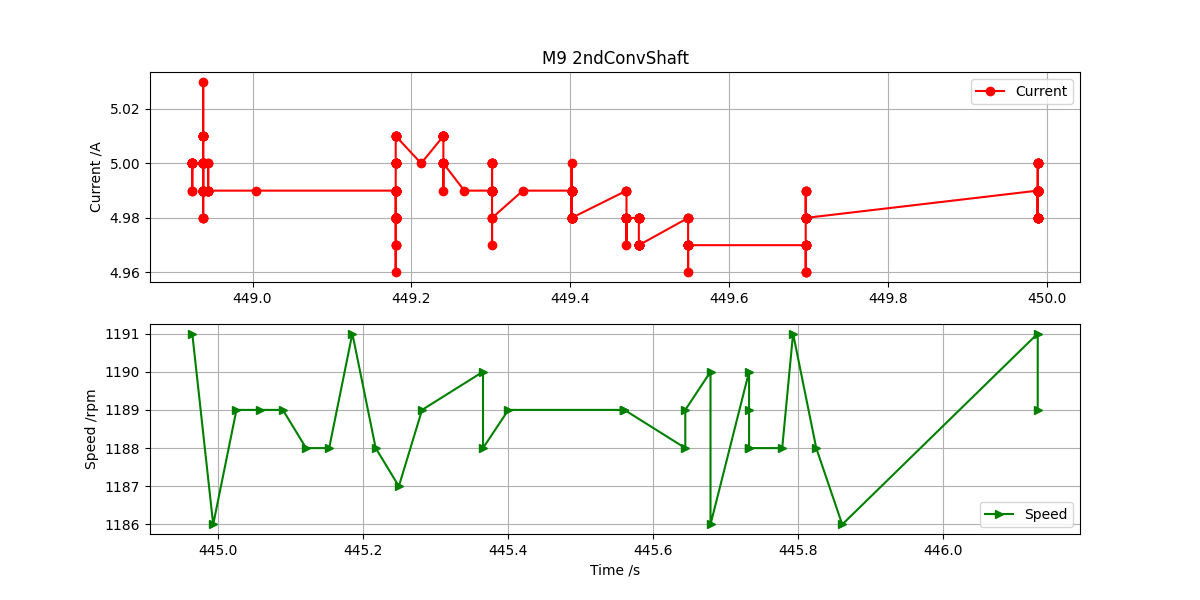 M9 2ndConvShaft
Current /A
5.02
5.00
4.98
4.96
Current
449.0 449.2 449.4 449.6 449.8 450.0
Speed /rpm
1191
1190
1189
1188
1187
1186
Speed
445.0 445.2 445.4 445.6 445.8 446.0
Time /s